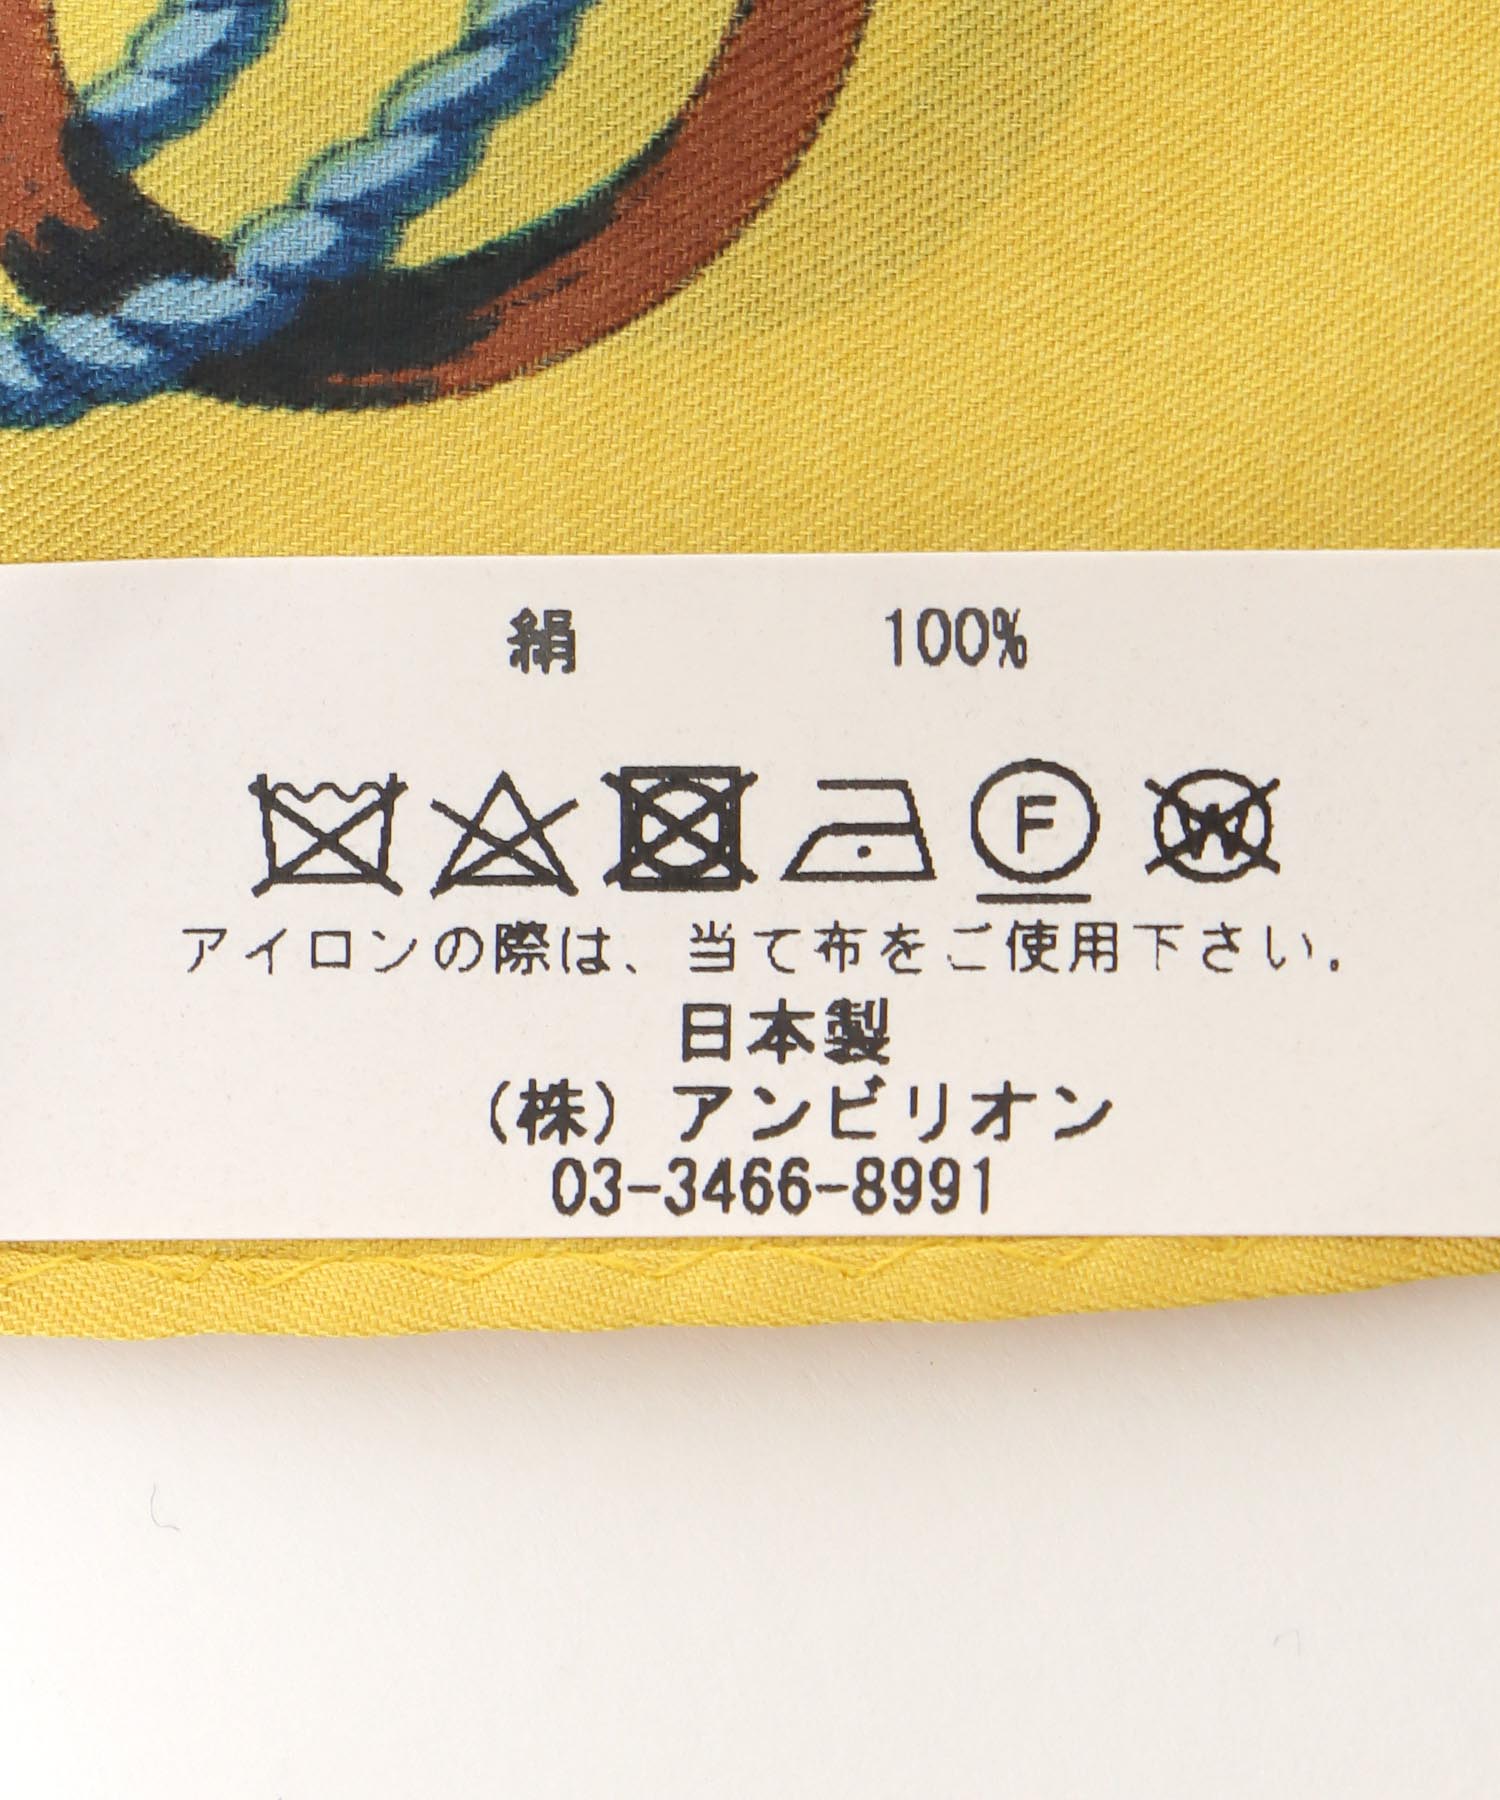 絹 100%
F W
アイロンの際は、当て布をご使用下さい。
日本製
(株) アンビリオン
03-3466-8991